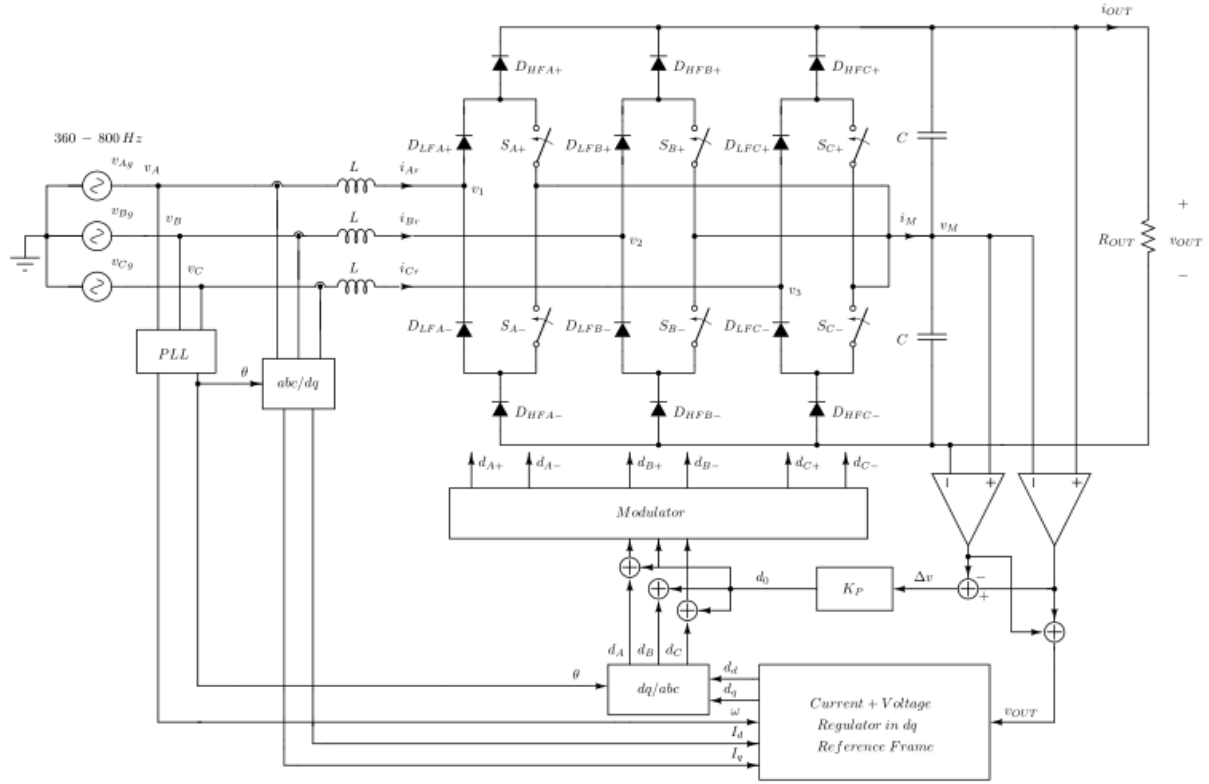 i_OUT
D_HFA+ D_HFB+ D_HFC+
360 – 800 Hz
D_LFA+ S_A+ D_LFB+ S_B+ D_LFC+ S_C+ C
v_Ag v_A L i_Ar v_1
v_Bg v_B L i_Br v_2 i_M v_M R_OUT + v_OUT −
v_Cg v_C L i_Cr v_3
D_LFA− S_A− D_LFB− S_B− D_LFC− S_C− C
PLL
θ abc/dq
D_HFA− D_HFB− D_HFC−
d_A+ d_A− d_B+ d_B− d_C+ d_C−
− + − +
Modulator
d_0 K_P Δv − +
d_A d_B d_C
θ dq/abc d_d
d_q
Current + Voltage
Regulator in dq
Reference Frame
v_OUT
ω
I_d
I_q